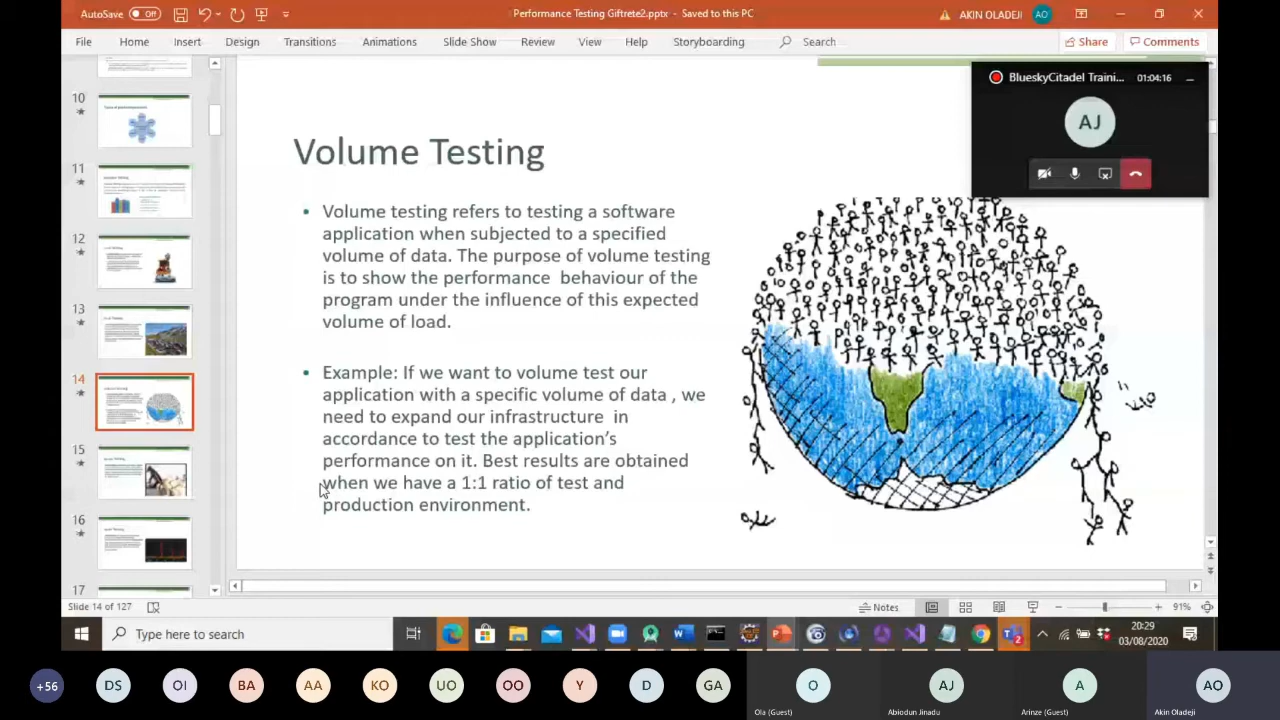 AutoSave Off
Performance Testing Giftrete2.pptx - Saved to this PC
AKIN OLADEJI AO
File Home Insert Design Transitions Animations Slide Show Review View Help Storyboarding Search Share Comments
BlueskyCitadel Traini... 01:04:16
AJ
10
11
12
13
14
15
16
17
Volume Testing
• Volume testing refers to testing a software
application when subjected to a specified
volume of data. The purpose of volume testing
is to show the performance behaviour of the
program under the influence of this expected
volume of load.
• Example: If we want to volume test our
application with a specific volume of data , we
need to expand our infrastructure in
accordance to test the application's
performance on it. Best results are obtained
when we have a 1:1 ratio of test and
production environment.
Slide 14 of 127
Notes
91%
Type here to search
20:29
03/08/2020
+56 DS OI BA AA KO UO OO Y D GA O AJ A AO
Ola (Guest) Abiodun Jinadu Arinze (Guest) Akin Oladeji